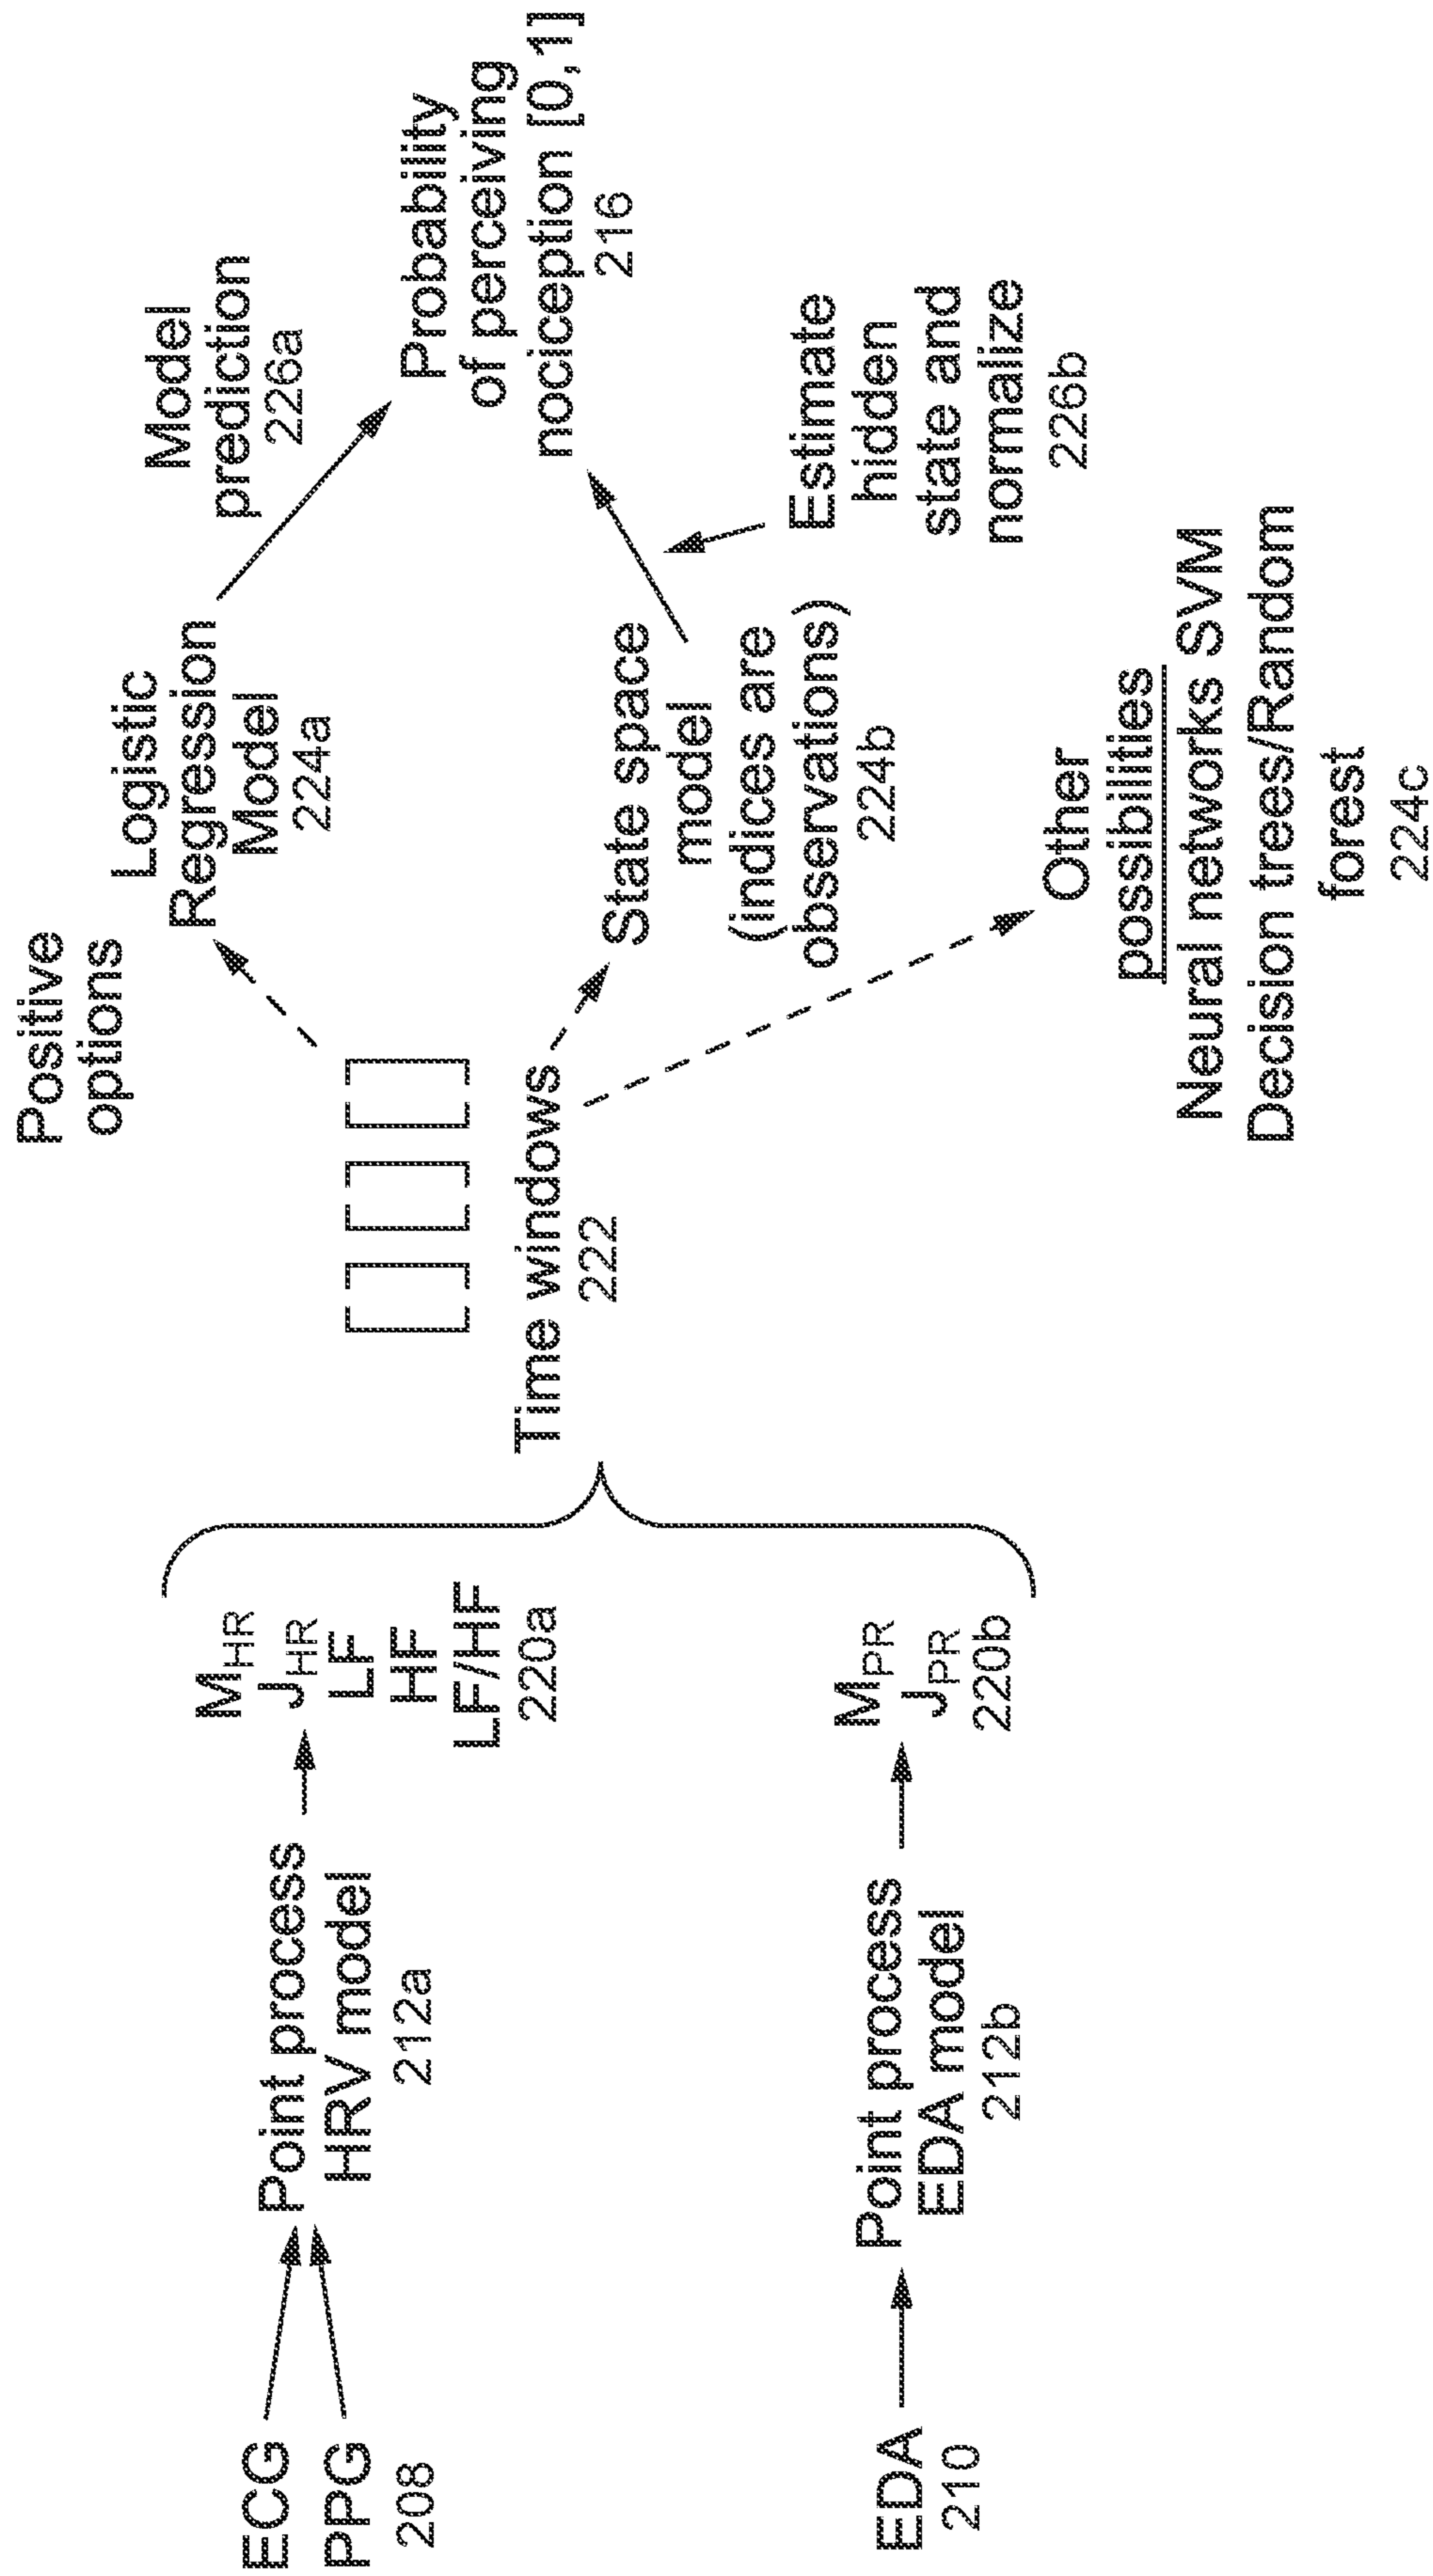 ECG
PPG
208
Point process
HRV model
212a
M_HR
J_HR
LF
HF
LF/HF
220a
EDA
210
Point process
EDA model
212b
M_PR
J_PR
220b
Time windows
222
Positive
options
Logistic
Regression
Model
224a
State space
model
(indices are
observations)
224b
Other
possibilities
Neural networks SVM
Decision trees/Random
forest
224c
Model
prediction
226a
Estimate
hidden
state and
normalize
226b
Probability
of perceiving
nociception [0,1]
216